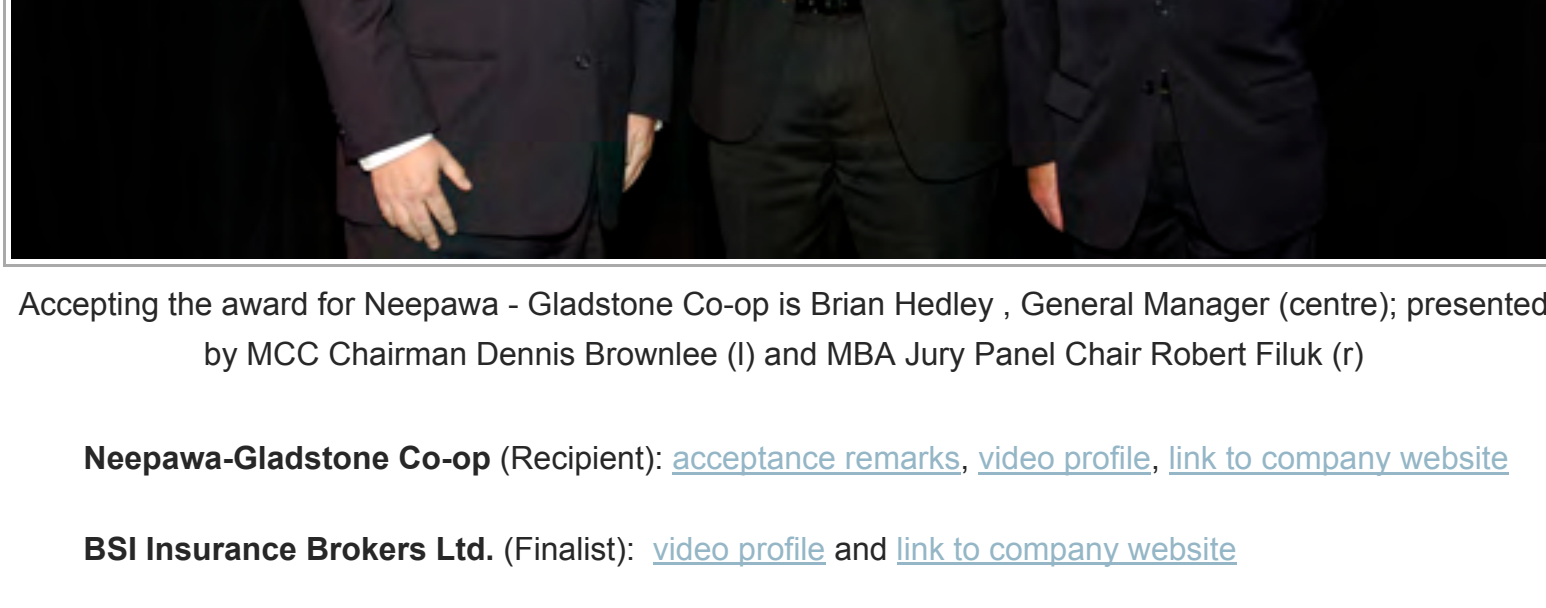 Accepting the award for Neepawa - Gladstone Co-op is Brian Hedley , General Manager (centre); presented
by MCC Chairman Dennis Brownlee (l) and MBA Jury Panel Chair Robert Filuk (r)
Neepawa-Gladstone Co-op (Recipient): acceptance remarks, video profile, link to company website
BSI Insurance Brokers Ltd. (Finalist): video profile and link to company website